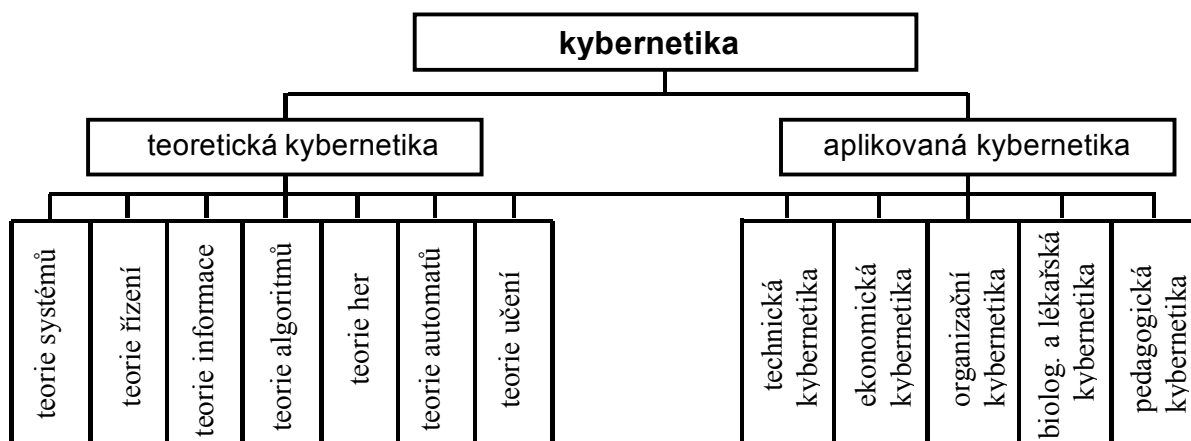 kybernetika
teoretická kybernetika
aplikovaná kybernetika
teorie systémů
teorie řízení
teorie informace
teorie algoritmů
teorie her
teorie automatů
teorie učení
technická
kybernetika
ekonomická
kybernetika
organizační
kybernetika
biolog. a lékařská
kybernetika
pedagogická
kybernetika